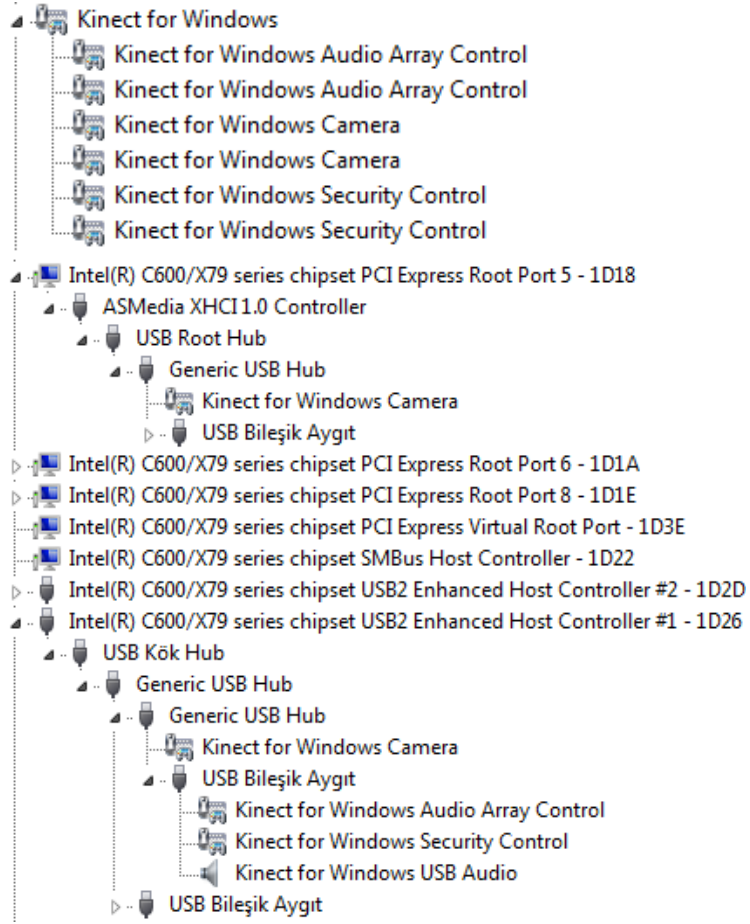 Kinect for Windows
Kinect for Windows Audio Array Control
Kinect for Windows Audio Array Control
Kinect for Windows Camera
Kinect for Windows Camera
Kinect for Windows Security Control
Kinect for Windows Security Control
Intel(R) C600/X79 series chipset PCI Express Root Port 5 - 1D18
ASMedia XHCI 1.0 Controller
USB Root Hub
Generic USB Hub
Kinect for Windows Camera
USB Bileşik Aygıt
Intel(R) C600/X79 series chipset PCI Express Root Port 6 - 1D1A
Intel(R) C600/X79 series chipset PCI Express Root Port 8 - 1D1E
Intel(R) C600/X79 series chipset PCI Express Virtual Root Port - 1D3E
Intel(R) C600/X79 series chipset SMBus Host Controller - 1D22
Intel(R) C600/X79 series chipset USB2 Enhanced Host Controller #2 - 1D2D
Intel(R) C600/X79 series chipset USB2 Enhanced Host Controller #1 - 1D26
USB Kök Hub
Generic USB Hub
Generic USB Hub
Kinect for Windows Camera
USB Bileşik Aygıt
Kinect for Windows Audio Array Control
Kinect for Windows Security Control
Kinect for Windows USB Audio
USB Bileşik Aygıt